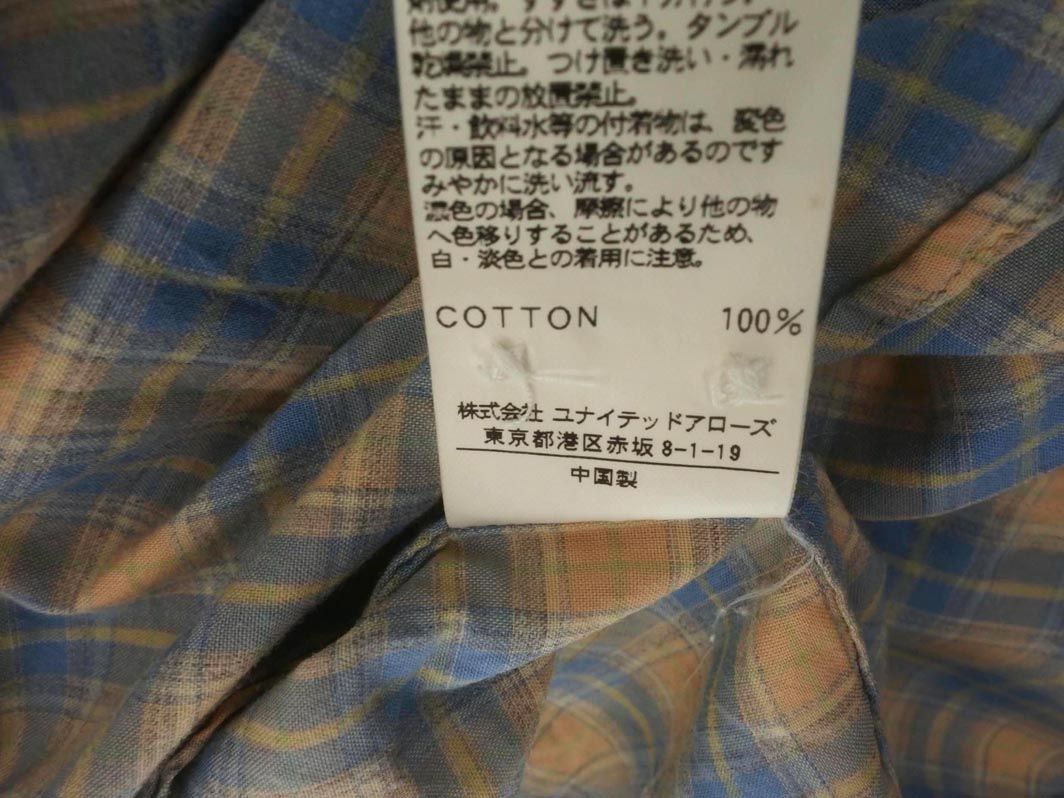 他の物と分けて洗う。タンブル
乾燥禁止。つけ置き洗い・濡れ
たままの放置禁止。
汗・飲料水等の付着物は、変色
の原因となる場合があるのです
みやかに洗い流す。
濃色の場合、摩擦により他の物
へ色移りすることがあるため、
白・淡色との着用に注意。
COTTON 100%
株式会社 ユナイテッドアローズ
東京都港区赤坂 8-1-19
中国製